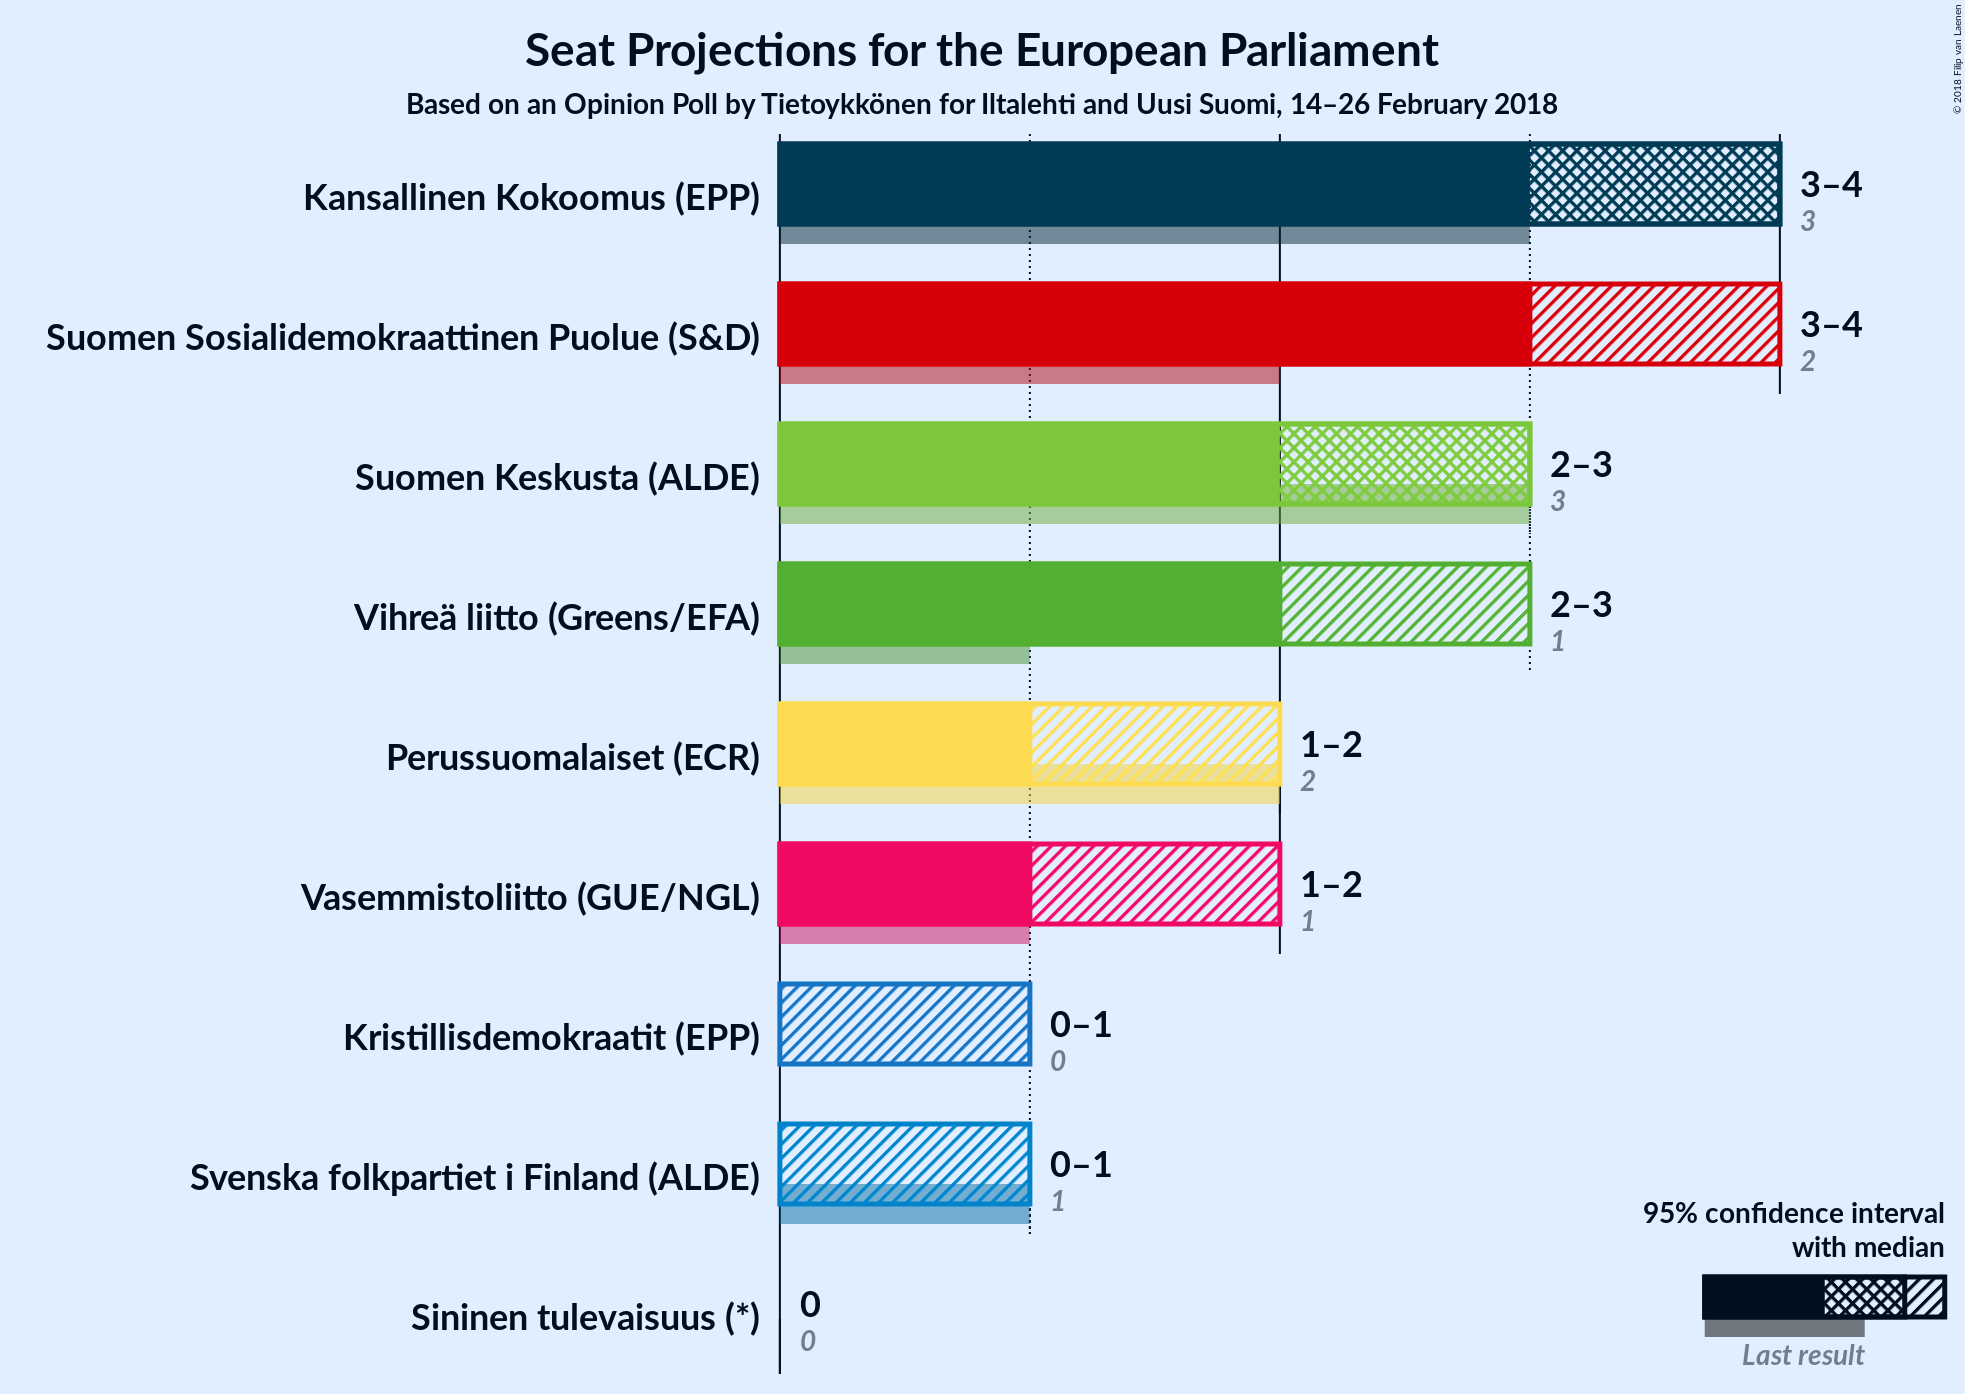 Seat Projections for the European Parliament
Based on an Opinion Poll by Tietoykkönen for Iltalehti and Uusi Suomi, 14–26 February 2018
© 2018 Filip van Laenen
Kansallinen Kokoomus (EPP)
3–4
3
Suomen Sosialidemokraattinen Puolue (S&D)
3–4
2
Suomen Keskusta (ALDE)
2–3
3
Vihreä liitto (Greens/EFA)
2–3
1
Perussuomalaiset (ECR)
1–2
2
Vasemmistoliitto (GUE/NGL)
1–2
1
Kristillisdemokraatit (EPP)
0–1
0
Svenska folkpartiet i Finland (ALDE)
0–1
1
Sininen tulevaisuus (*)
0
0
95% confidence interval
with median
Last result